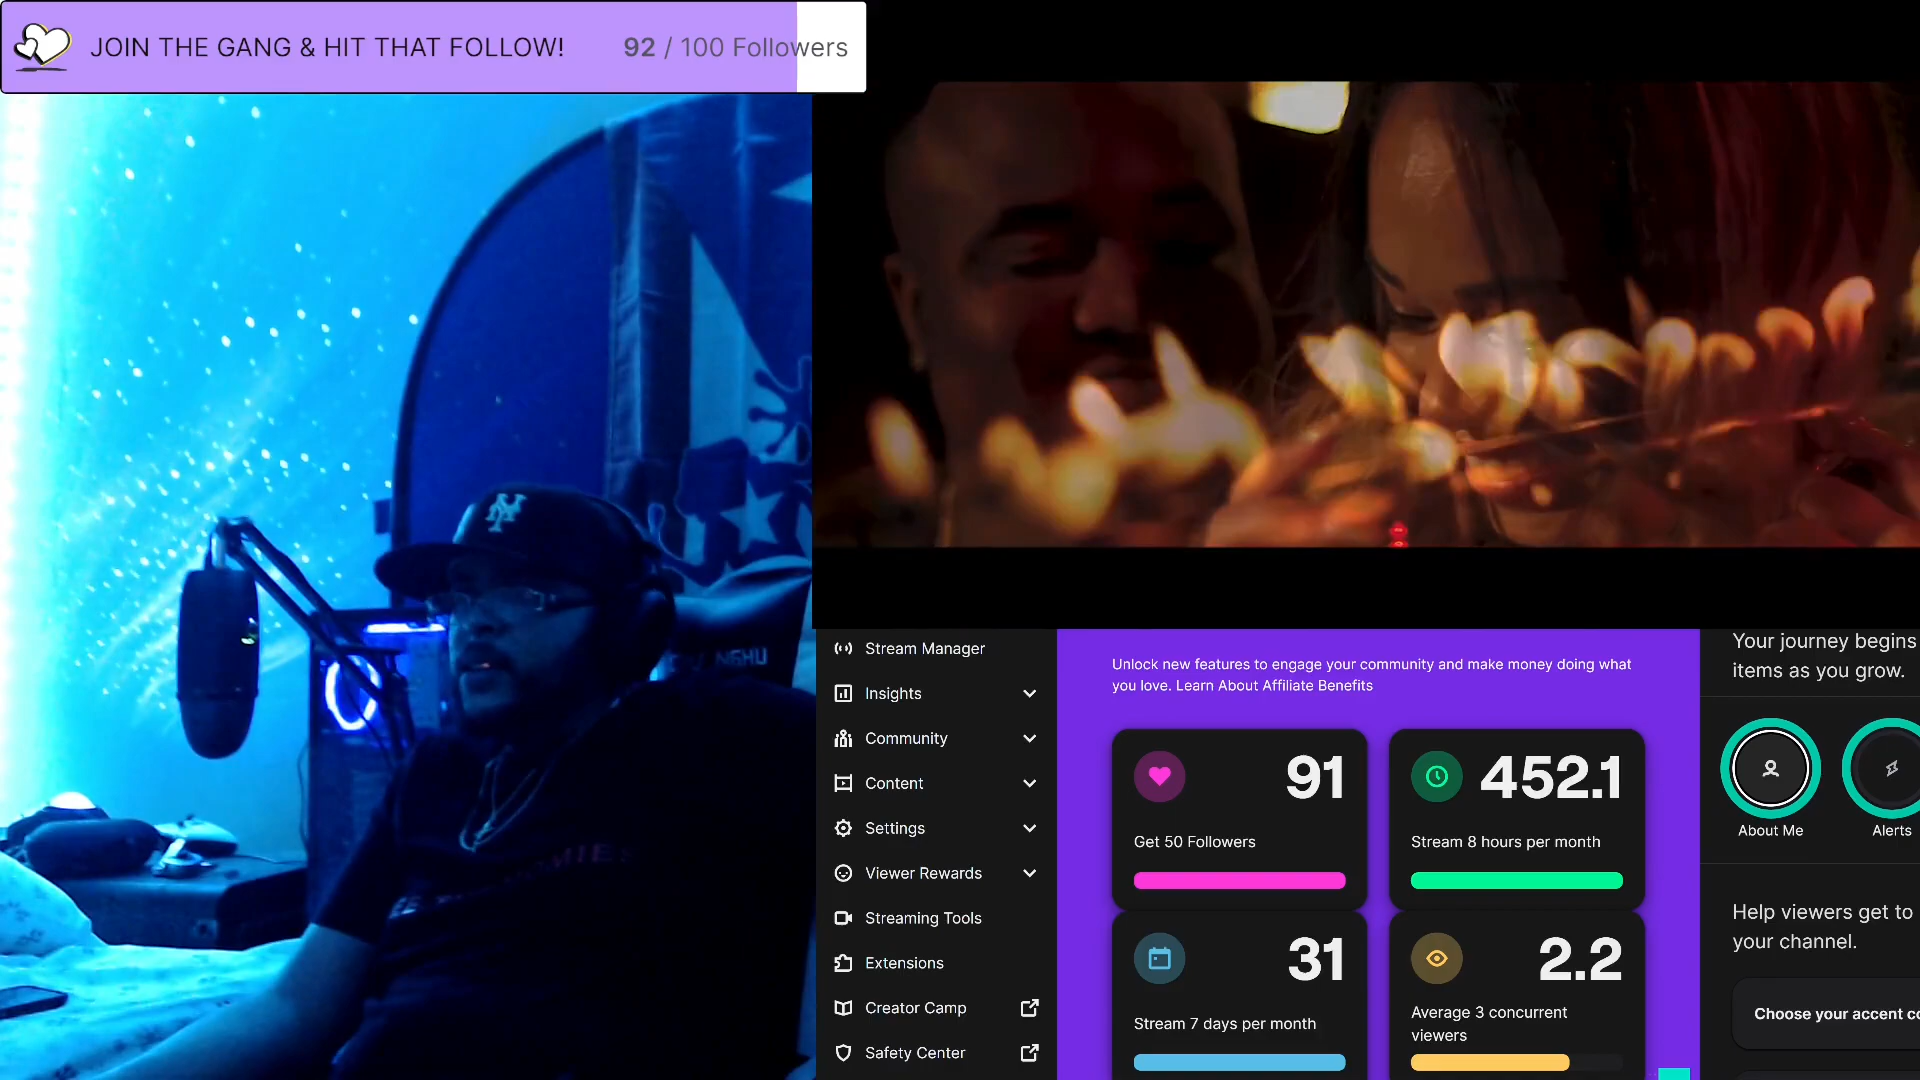 JOIN THE GANG & HIT THAT FOLLOW! 92 / 100 Followers
NY
Stream Manager
Insights
Community
Content
Settings
Viewer Rewards
Streaming Tools
Extensions
Creator Camp
Safety Center
Unlock new features to engage your community and make money doing what
you love. Learn About Affiliate Benefits
91
Get 50 Followers
452.1
Stream 8 hours per month
31
Stream 7 days per month
2.2
Average 3 concurrent
viewers
Your journey begins
items as you grow.
About Me
Alerts
Help viewers get to
your channel.
Choose your accent co